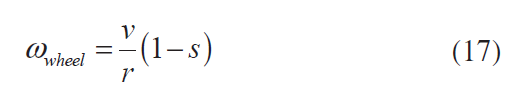 ω_wheel = v/r (1−s) (17)